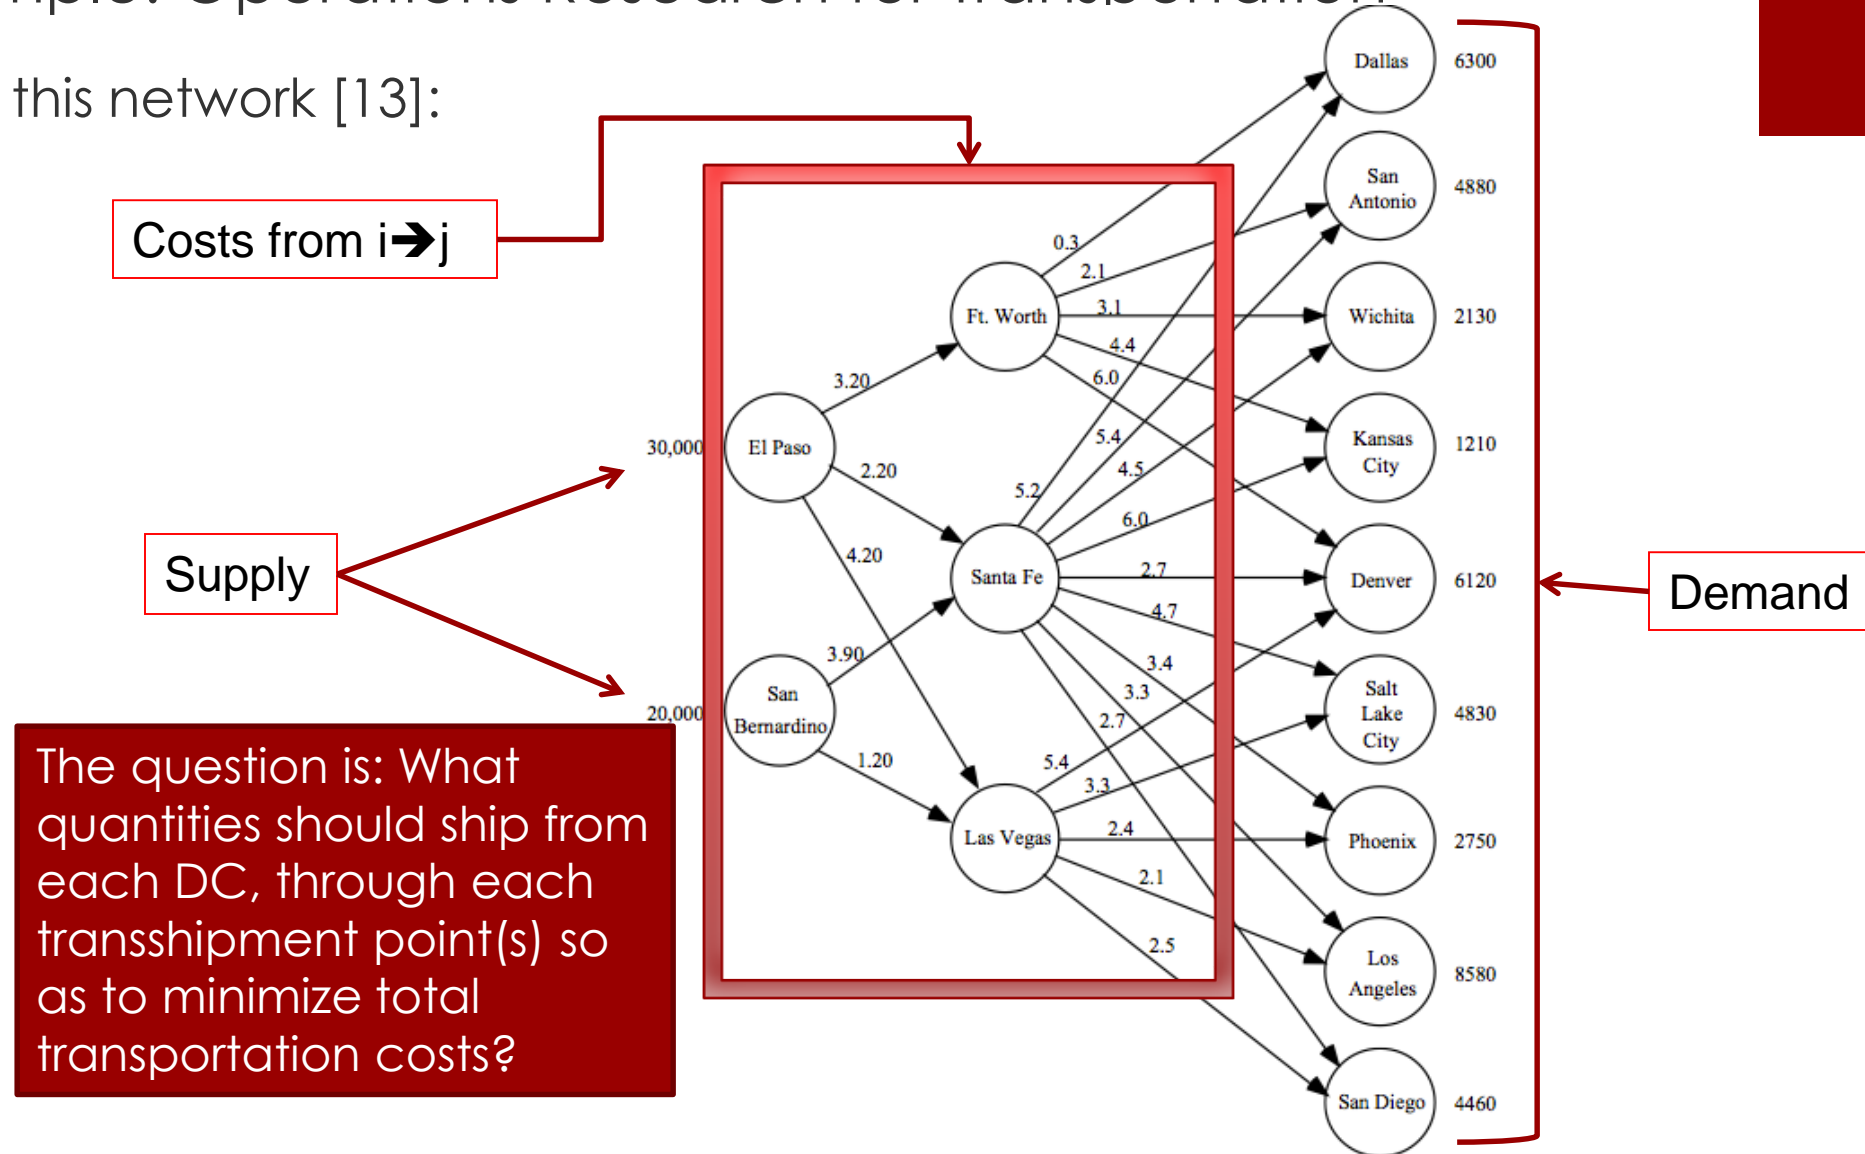 this network [13]:
Costs from i➔j
Supply
The question is: What
quantities should ship from
each DC, through each
transshipment point(s) so
as to minimize total
transportation costs?
30,000
20,000
El Paso
San
Bernardino
3.20
2.20
4.20
3.90
1.20
Ft. Worth
Santa Fe
Las Vegas
0.3
2.1
3.1
4.4
6.0
5.2
5.4
4.5
6.0
2.7
4.7
3.4
3.3
2.7
5.4
3.3
2.4
2.1
2.5
Dallas
6300
San
Antonio
4880
Wichita
2130
Kansas
City
1210
Denver
6120
Salt
Lake
City
4830
Phoenix
2750
Los
Angeles
8580
San Diego
4460
Demand